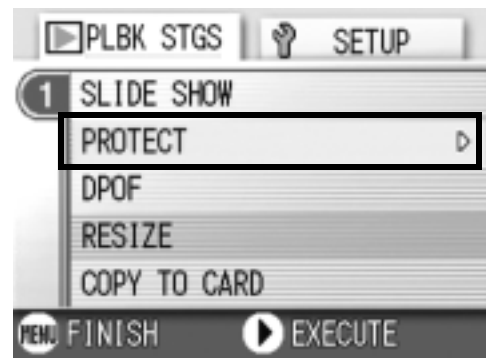 PLBK STGS SETUP
1 SLIDE SHOW
PROTECT
DPOF
RESIZE
COPY TO CARD
MENU FINISH EXECUTE